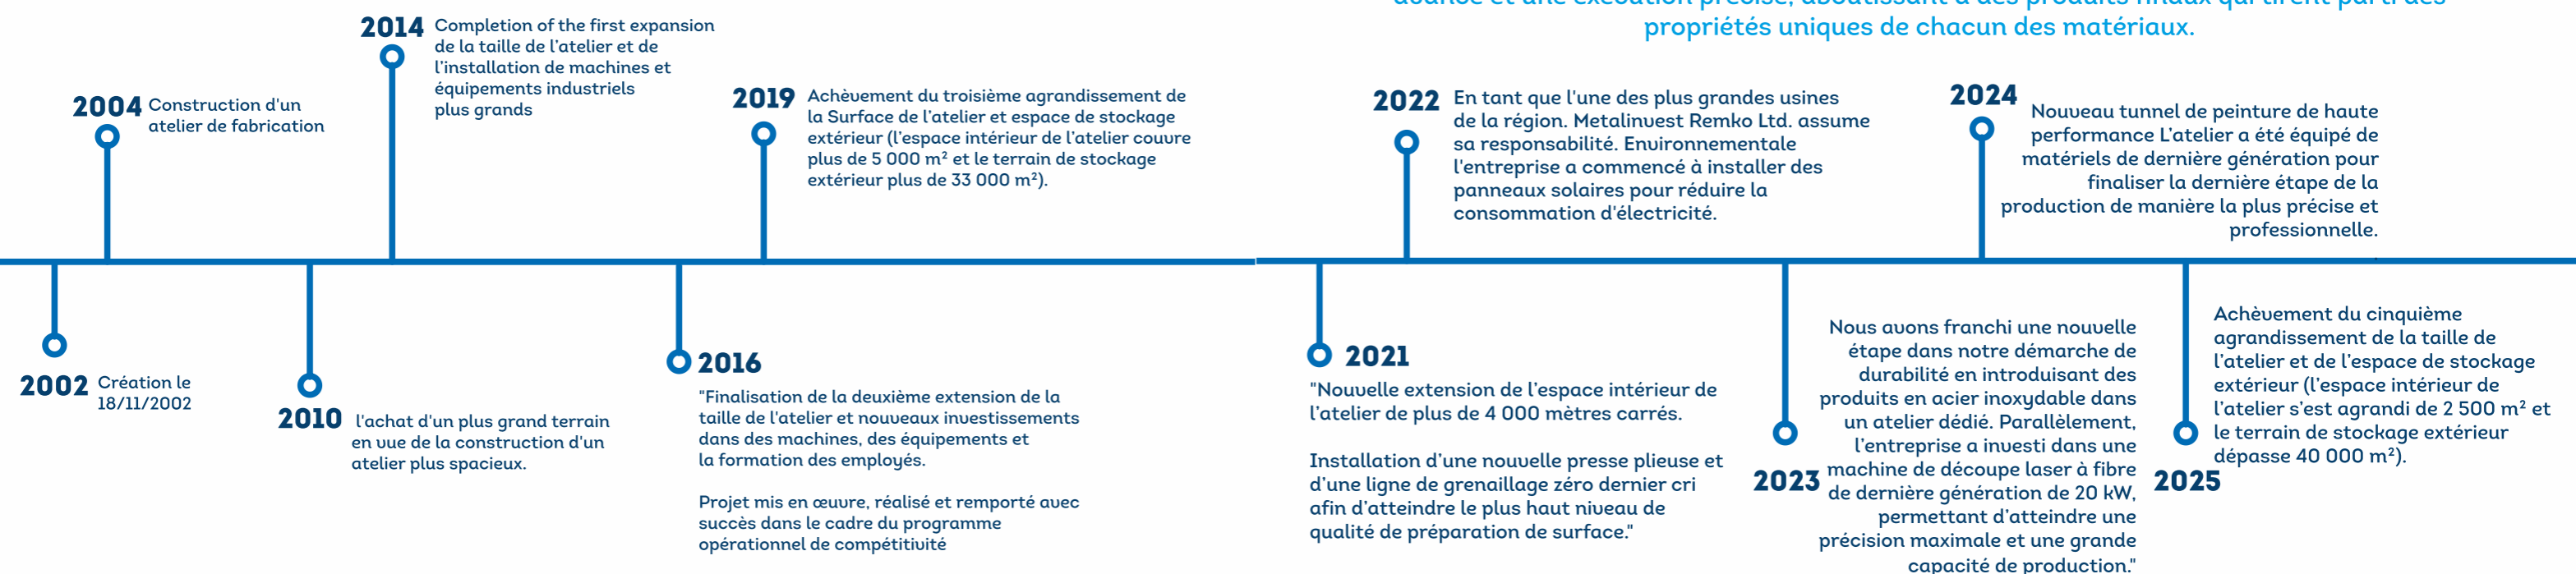 avancé et une exécution précise, aboutissant à des produits finaux qui tirent parti des
propriétés uniques de chacun des matériaux.
2002
Création le
18/11/2002
2004
Construction d'un
atelier de fabrication
2010
l'achat d'un plus grand terrain
en vue de la construction d'un
atelier plus spacieux.
2014
Completion of the first expansion
de la taille de l’atelier et de
l’installation de machines et
équipements industriels
plus grands
2016
"Finalisation de la deuxième extension de la
taille de l'atelier et nouveaux investissements
dans des machines, des équipements et
la formation des employés.
Projet mis en œuvre, réalisé et remporté avec
succès dans le cadre du programme
opérationnel de compétitivité
2019
Achèvement du troisième agrandissement de
la Surface de l’atelier et espace de stockage
extérieur (l’espace intérieur de l’atelier couvre
plus de 5 000 m² et le terrain de stockage
extérieur plus de 33 000 m²).
2021
"Nouvelle extension de l’espace intérieur de
l’atelier de plus de 4 000 mètres carrés.
Installation d’une nouvelle presse plieuse et
d’une ligne de grenaillage zéro dernier cri
afin d’atteindre le plus haut niveau de
qualité de préparation de surface."
2022
En tant que l'une des plus grandes usines
de la région. Metalinvest Remko Ltd. assume
sa responsabilité. Environnementale
l'entreprise a commencé à installer des
panneaux solaires pour réduire la
consommation d'électricité.
2023
Nous avons franchi une nouvelle
étape dans notre démarche de
durabilité en introduisant des
produits en acier inoxydable dans
un atelier dédié. Parallèlement,
l’entreprise a investi dans une
machine de découpe laser à fibre
de dernière génération de 20 kW,
permettant d’atteindre une
précision maximale et une grande
capacité de production."
2024
Nouveau tunnel de peinture de haute
performance L’atelier a été équipé de
matériels de dernière génération pour
finaliser la dernière étape de la
production de manière la plus précise et
professionnelle.
2025
Achèvement du cinquième
agrandissement de la taille de
l’atelier et de l’espace de stockage
extérieur (l’espace intérieur de
l’atelier s’est agrandi de 2 500 m² et
le terrain de stockage extérieur
dépasse 40 000 m²).